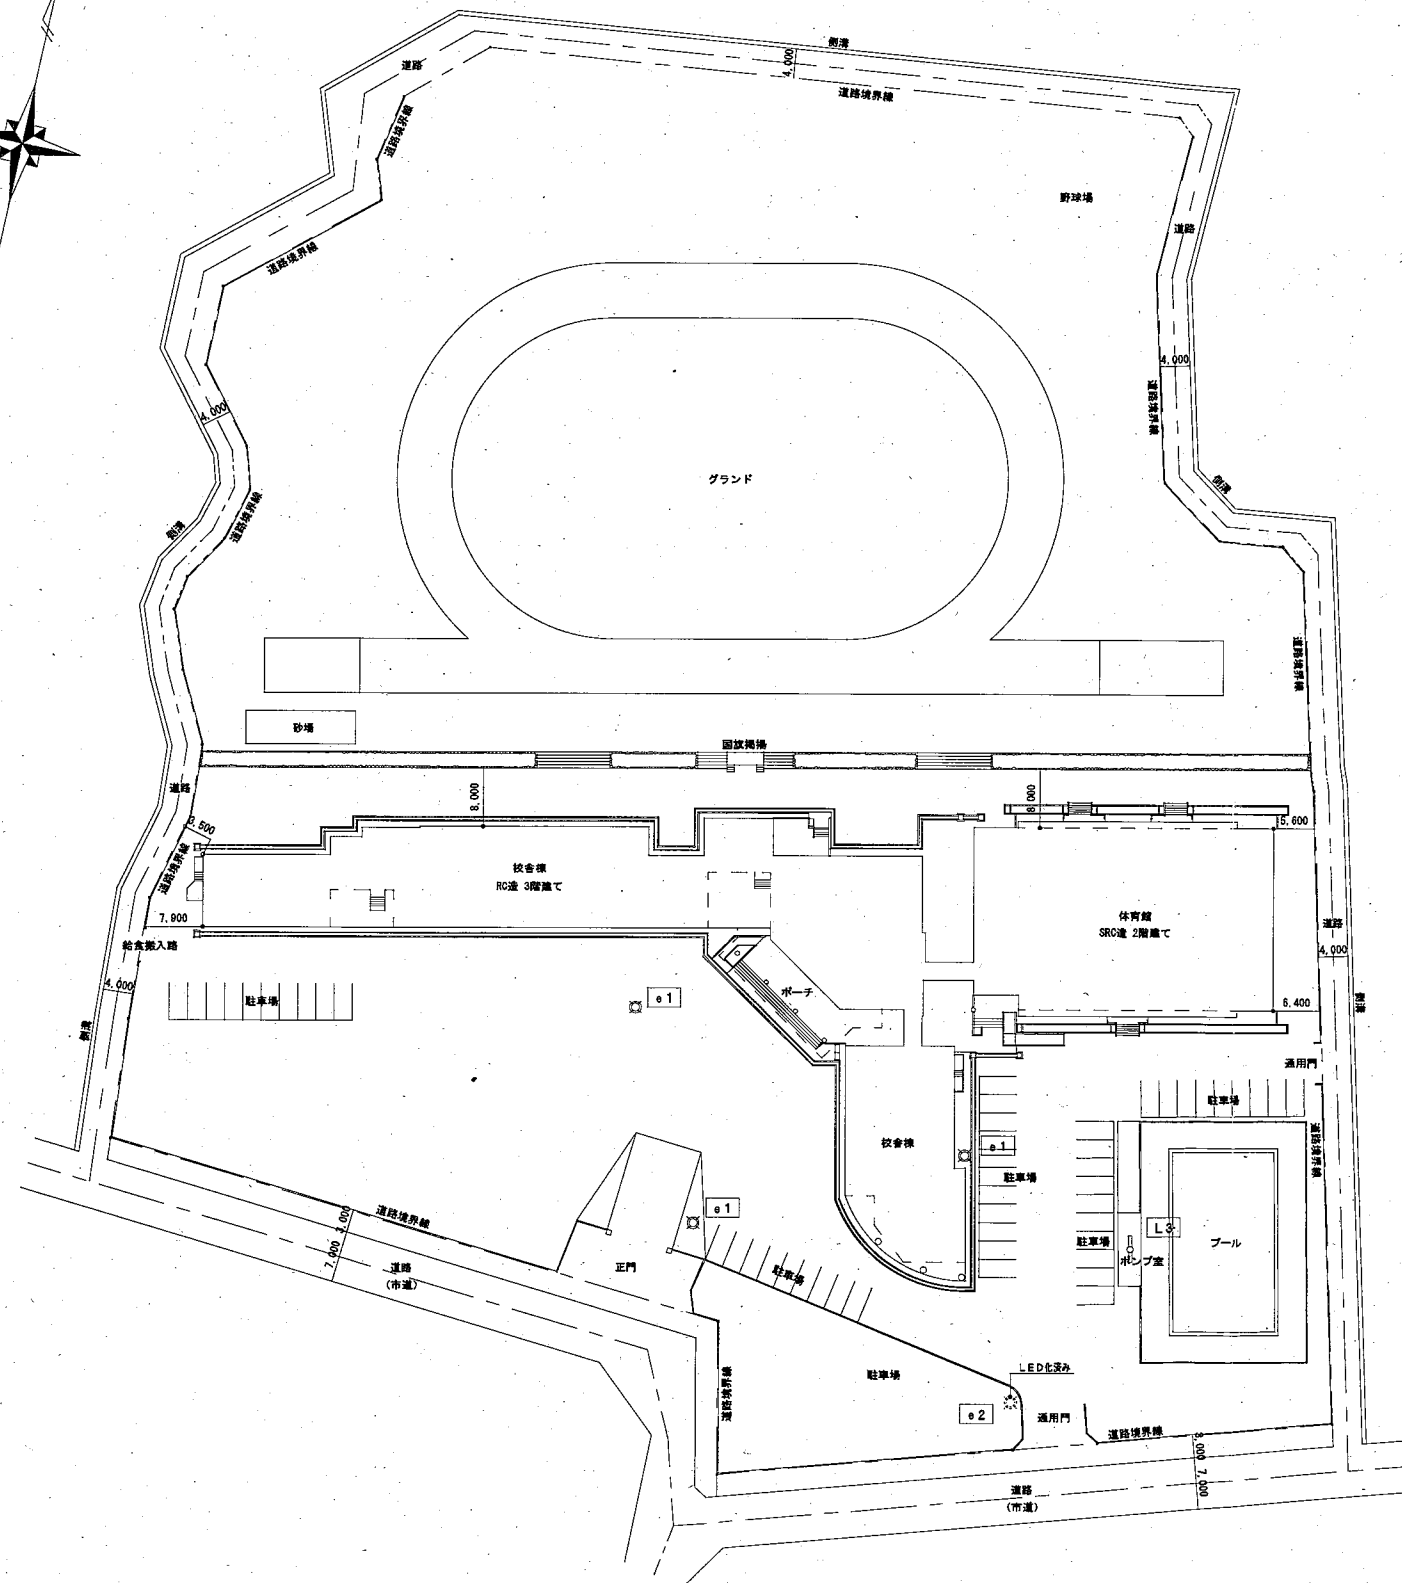 側溝
道路
4,000
道路境界線
道路境界線
野球場
道路
道路境界線
4,000
道路境界線
4,000
グランド
側溝
道路境界線
側溝
道路境界線
砂場
国旗掲揚
道路
8,000
8,000
3,500
5,600
道路境界線
校舎棟
RC造 3階建て
7,900
体育館
SRC造 2階建て
道路
給食搬入路
4,000
4,000
駐車場
e1
ポーチ
6,400
側溝
側溝
通用門
駐車場
校舎棟
e1
駐車場
道路境界線
道路境界線
3,000
7,000
e1
L3
プール
駐車場
ポンプ室
道路
(市道)
正門
駐車場
LED化済み
駐車場
道路境界線
e2
通用門
道路境界線
3,000
7,000
道路
(市道)